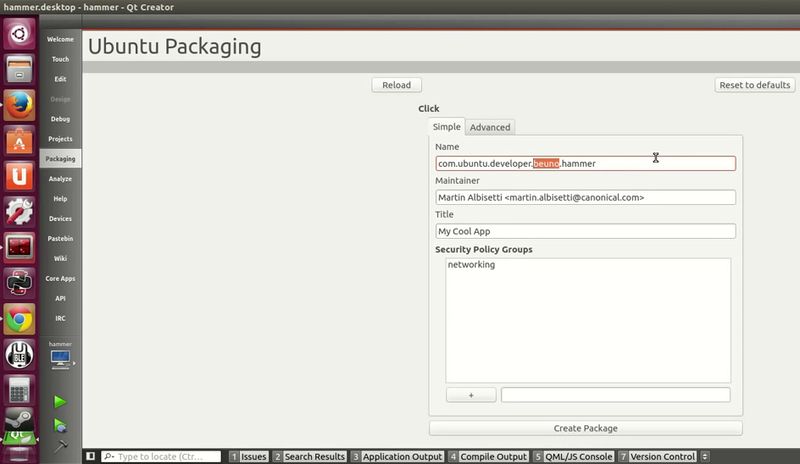 hammer.desktop - hammer - Qt Creator
Welcome
Touch
Edit
Design
Debug
Projects
Packaging
Analyze
Help
Devices
Pastebin
Wiki
Core Apps
API
IRC
hammer
Ubuntu Packaging
Reload
Reset to defaults
Click
Simple Advanced
Name
com.ubuntu.developer.beuno.hammer
Maintainer
Martin Albisetti <martin.albisetti@canonical.com>
Title
My Cool App
Security Policy Groups
networking
+
Create Package
Type to locate (Ctr...
1 Issues 2 Search Results 3 Application Output 4 Compile Output 5 QML/JS Console 7 Version Control